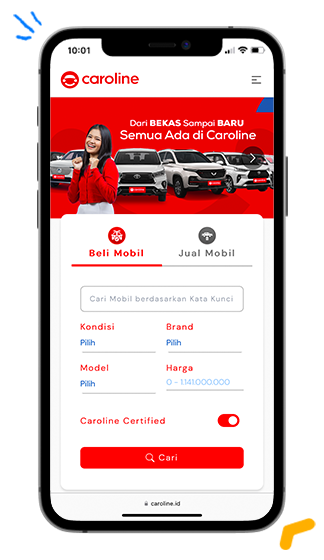 10:01
caroline
Dari BEKAS Sampai BARU
Semua Ada di Caroline
Beli Mobil
Jual Mobil
Cari Mobil berdasarkan Kata Kunci
Kondisi
Brand
Pilih
Pilih
Model
Harga
Pilih
0 - 1.141.000.000
Caroline Certified
Cari
caroline.id